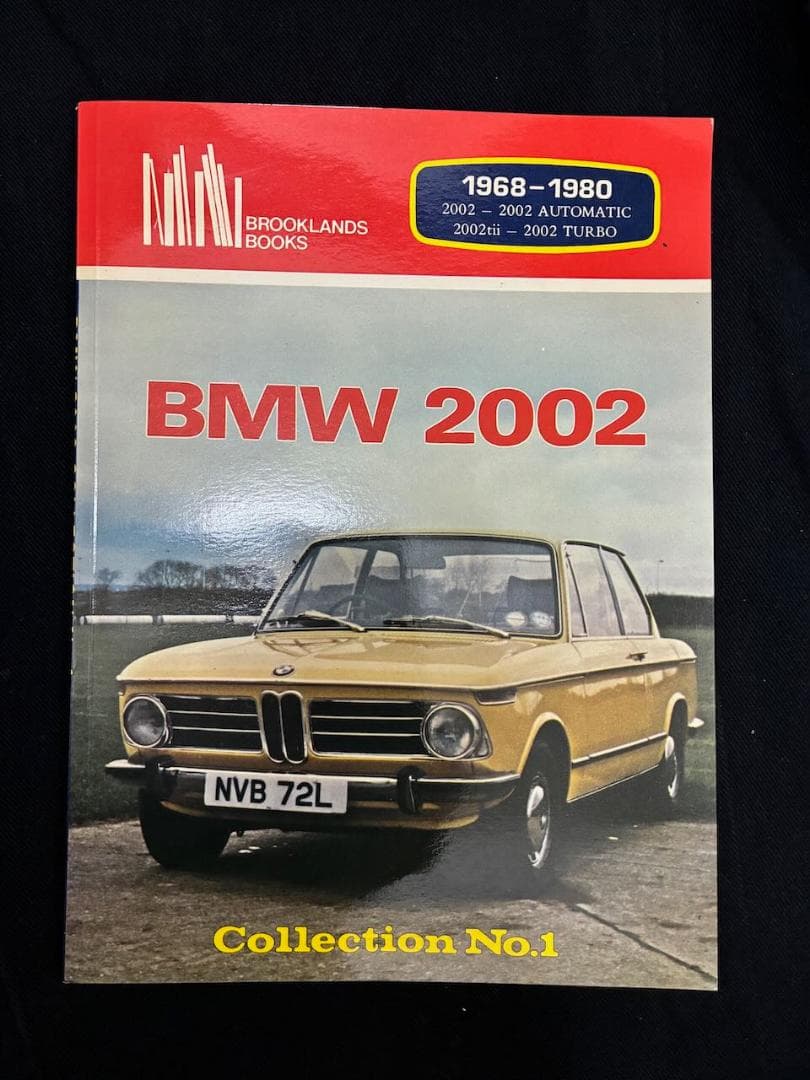 BROOKLANDS
BOOKS
1968–1980
2002 – 2002 AUTOMATIC
2002tii – 2002 TURBO
BMW 2002
NVB 72L
Collection No.1